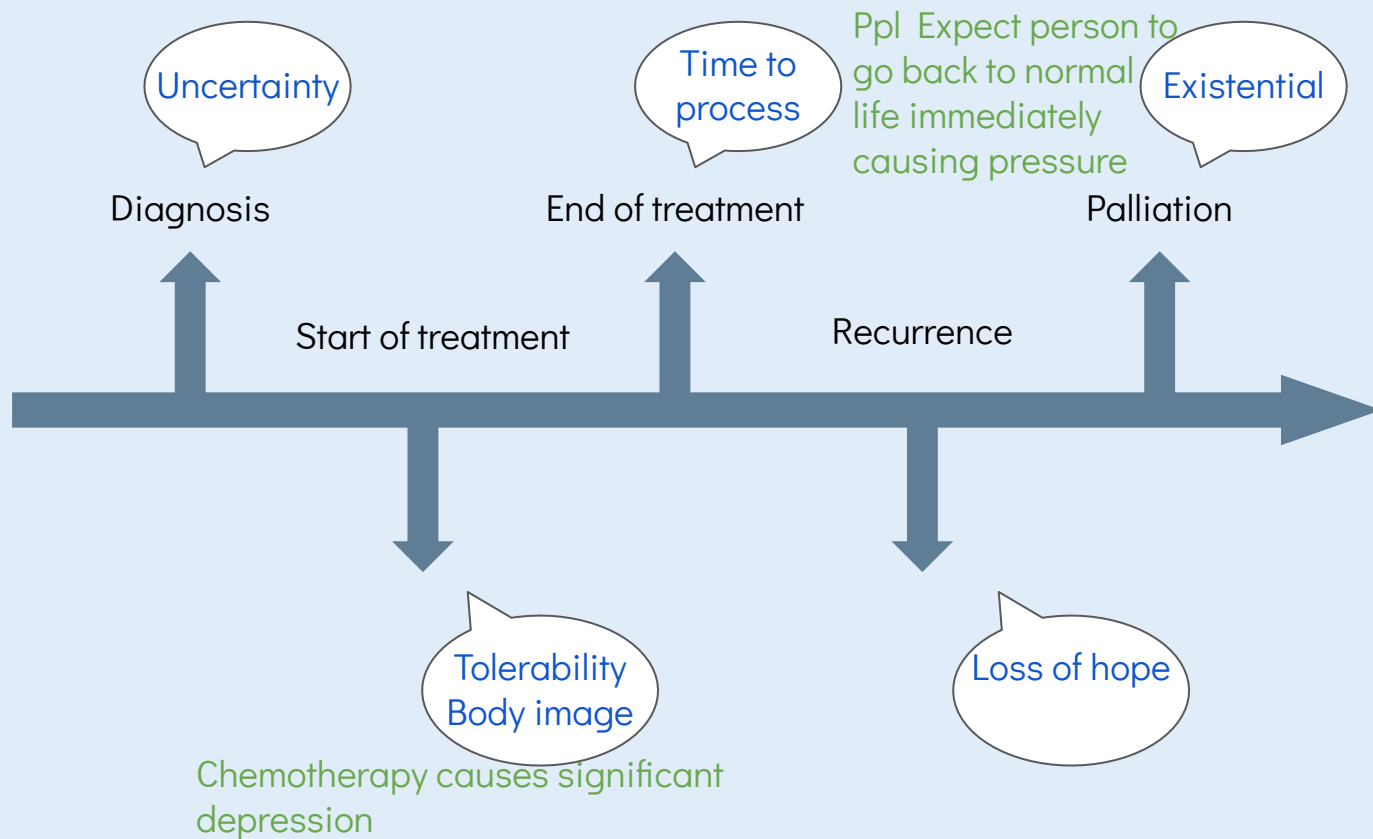 Uncertainty
Diagnosis
Time to
process
End of treatment
Ppl Expect person to
go back to normal
life immediately
causing pressure
Existential
Palliation
Start of treatment
Recurrence
Tolerability
Body image
Chemotherapy causes significant
depression
Loss of hope